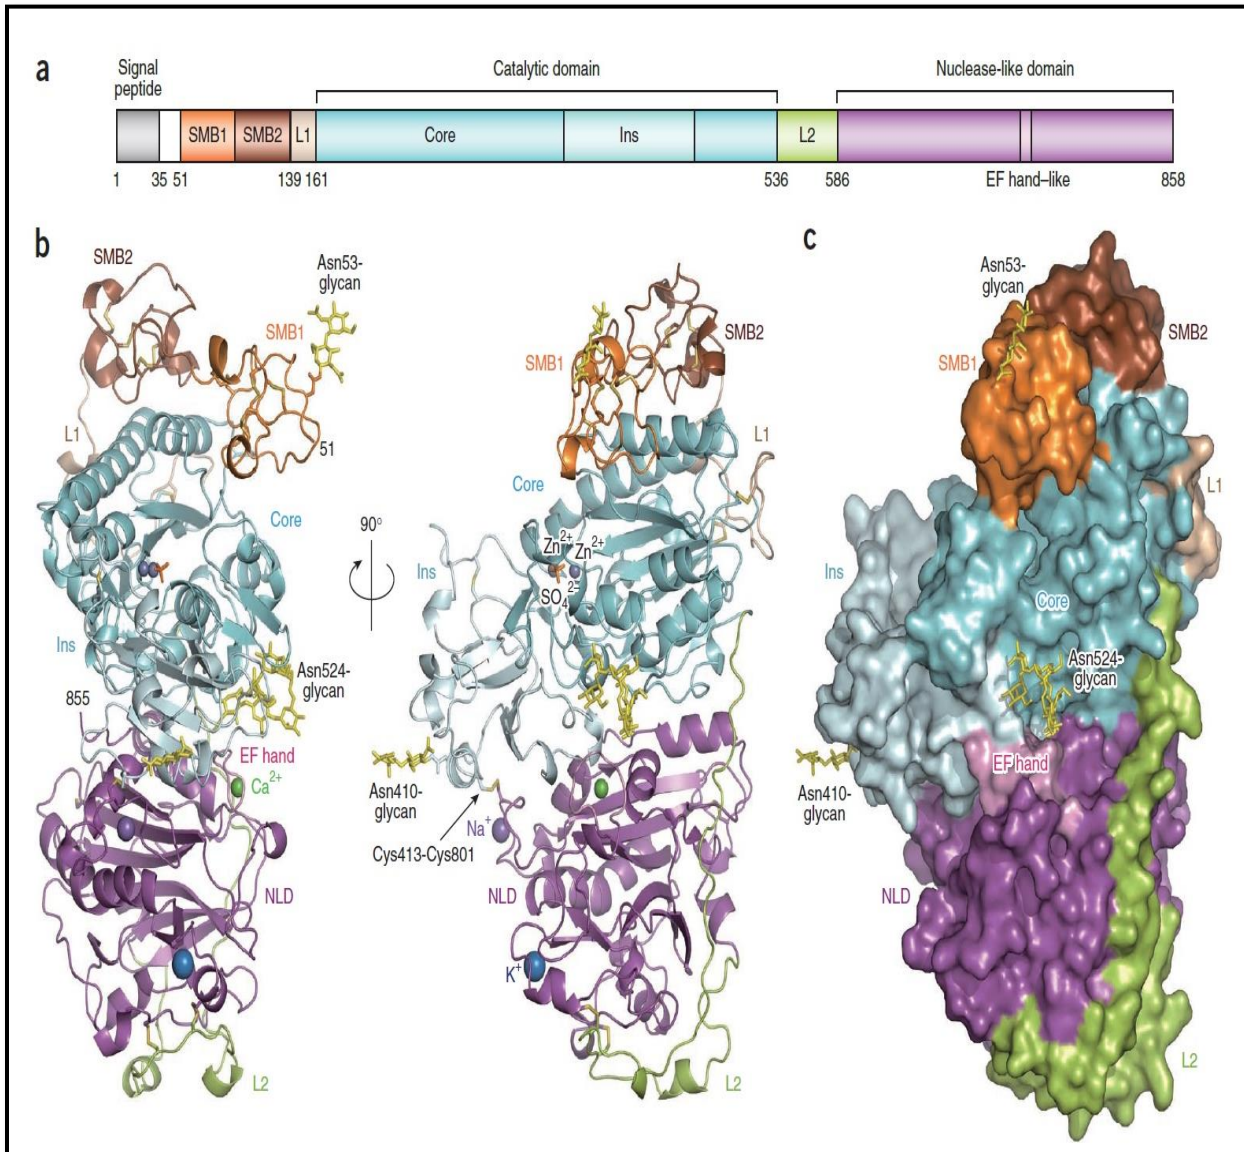 a
Signal
peptide
Catalytic domain
Nuclease-like domain
SMB1
SMB2
L1
Core
Ins
L2
1
35
51
139
161
536
586
EF hand–like
858
b
SMB2
Asn53-
glycan
SMB1
51
L1
Core
Ins
Asn524-
glycan
855
EF hand
Ca2+
NLD
L2
90°
SMB1
SMB2
L1
Core
Zn2+
Zn2+
SO42–
Ins
Asn410-
glycan
Cys413-Cys801
Na+
NLD
K+
L2
c
Asn53-
glycan
SMB2
SMB1
L1
Ins
Core
Asn524-
glycan
EF hand
Asn410-
glycan
NLD
L2